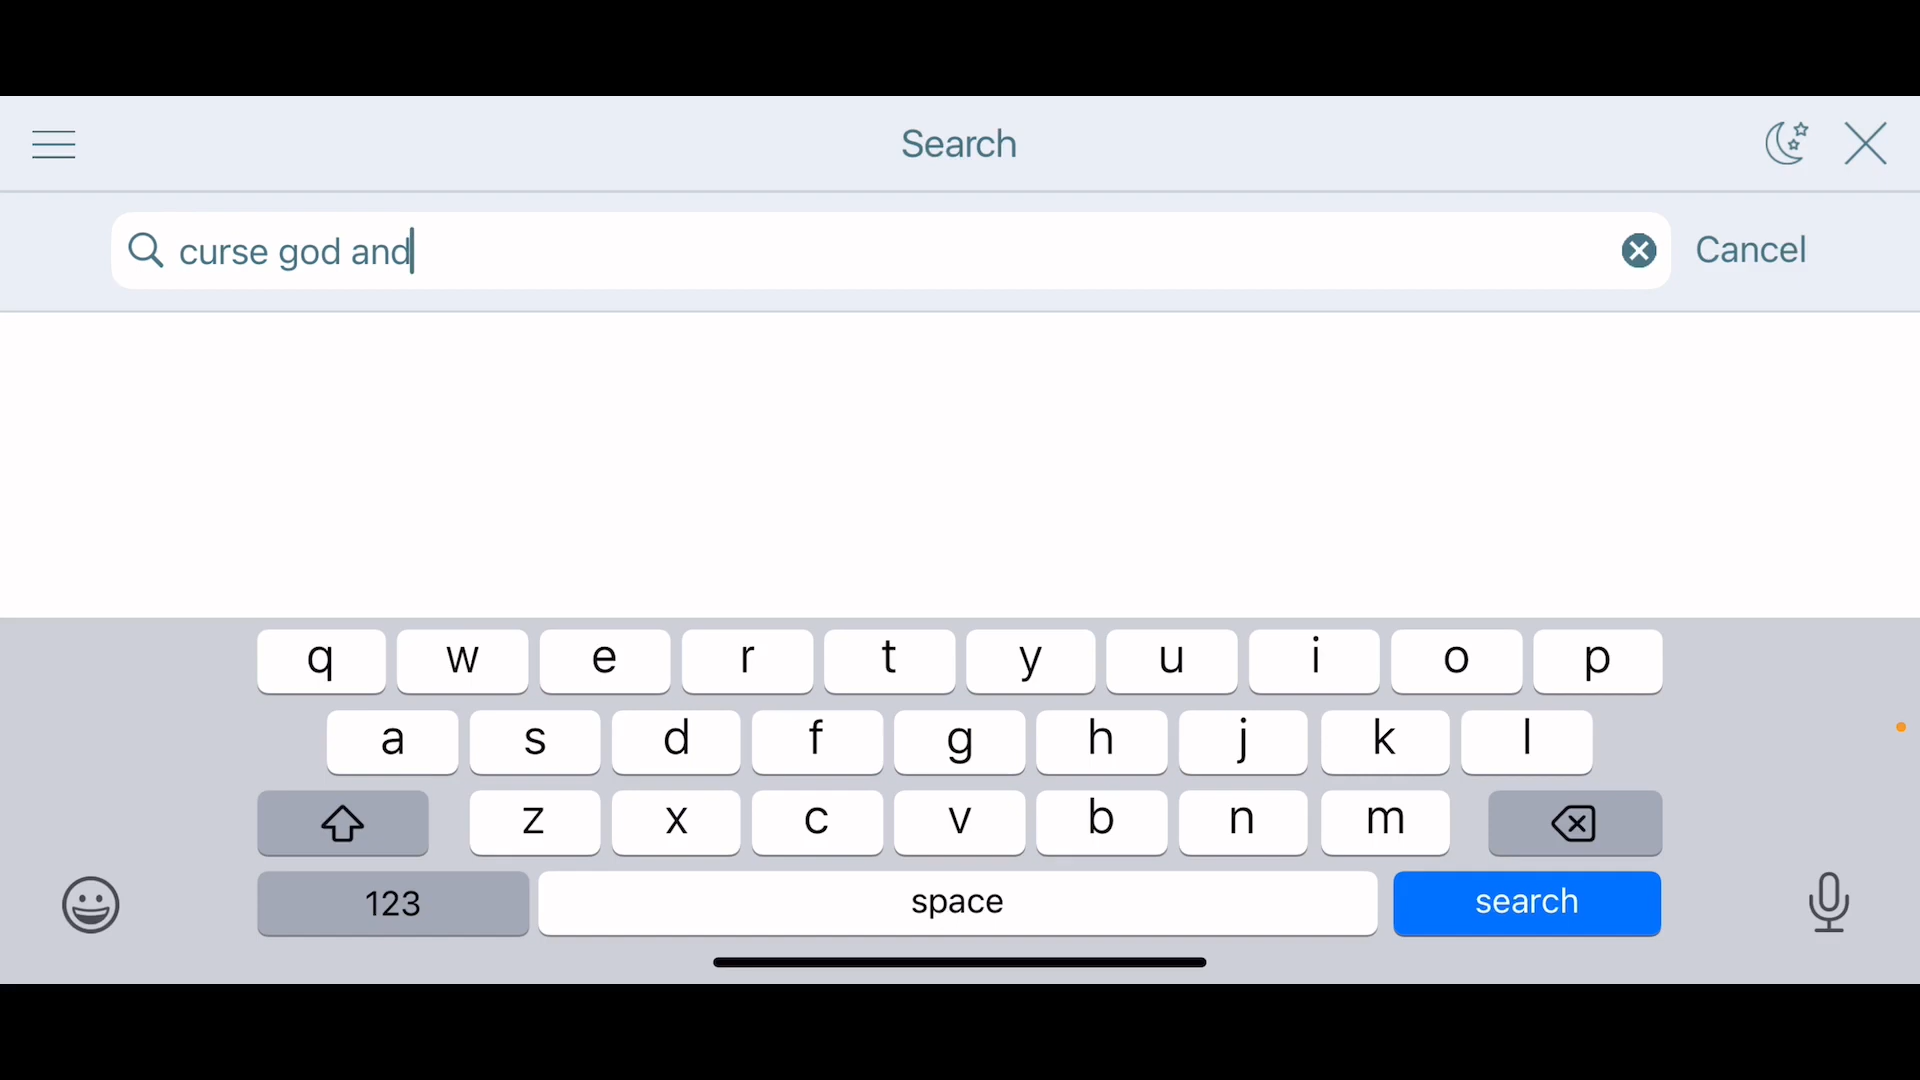 Search
curse god and
Cancel
q w e r t y u i o p
a s d f g h j k l
z x c v b n m
123 space search